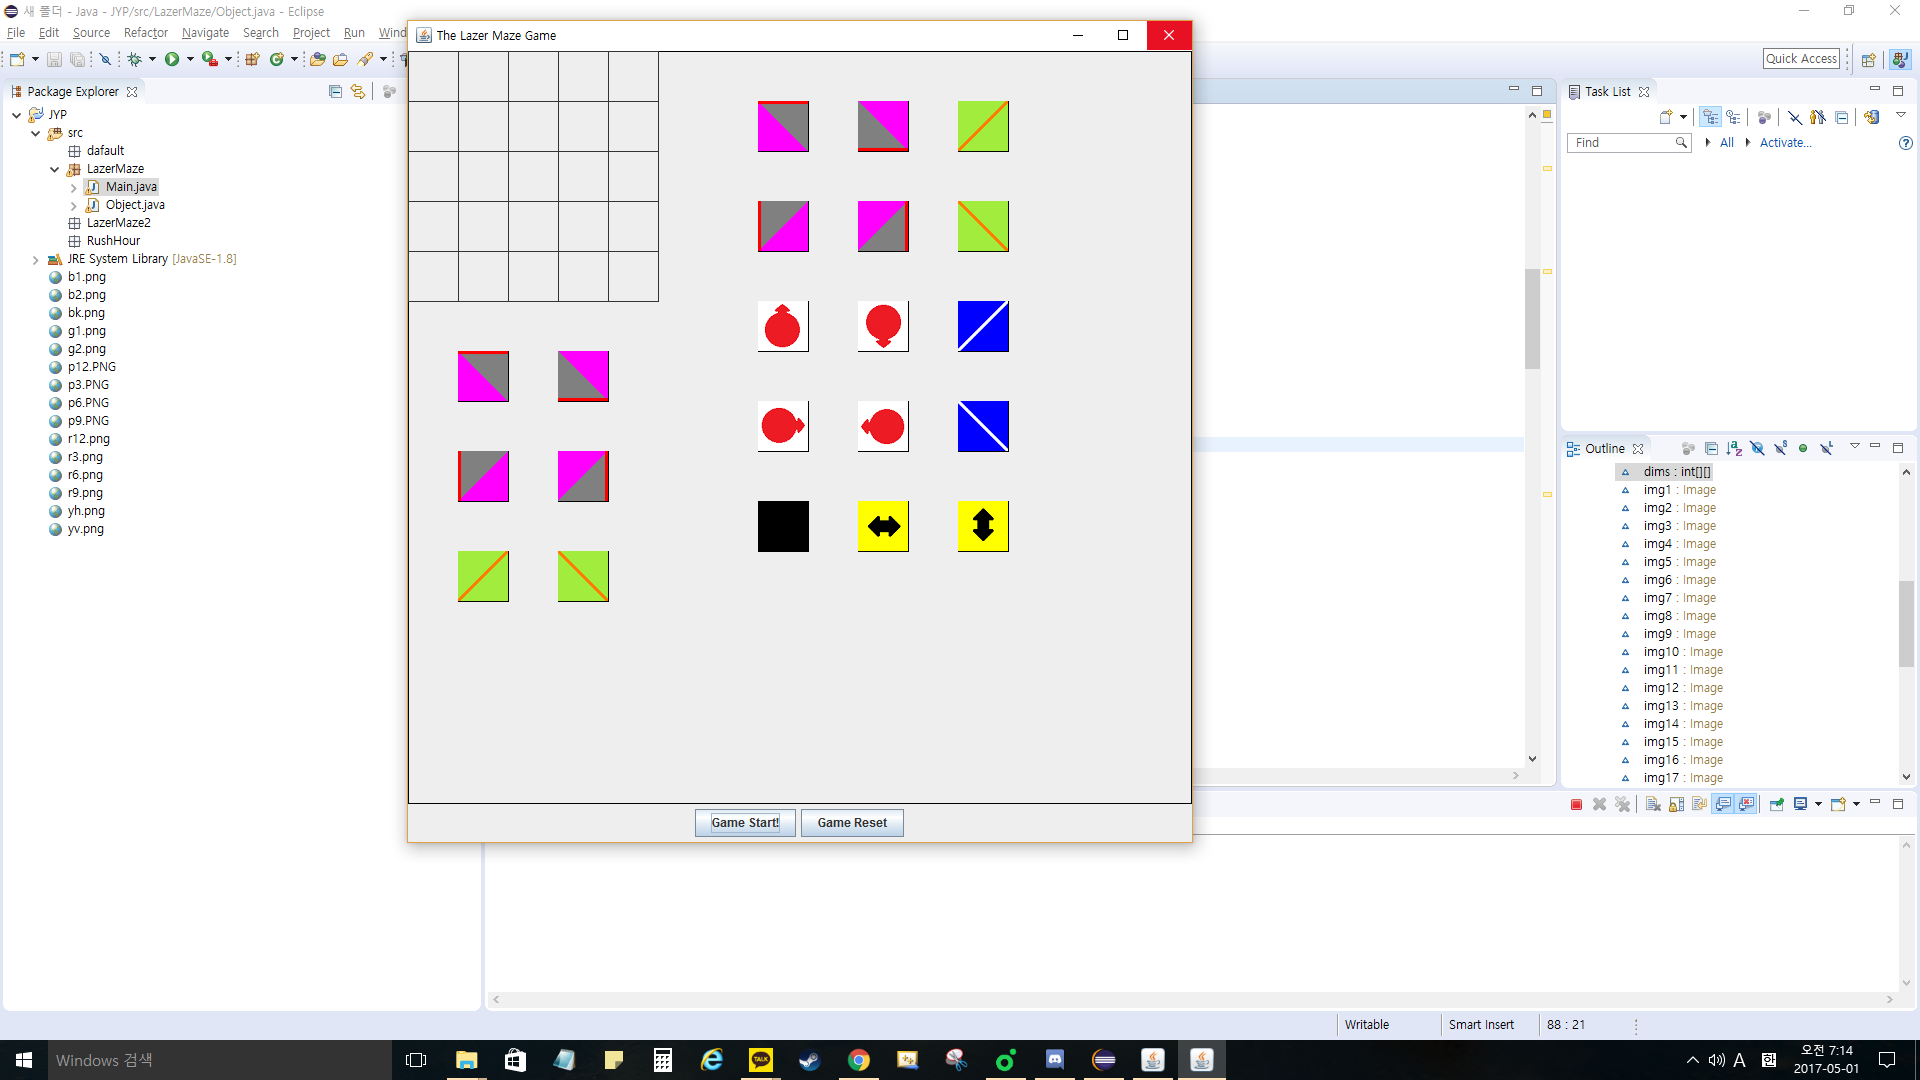 새 폴더 - Java - JYP/src/LazerMaze/Object.java - Eclipse
File Edit Source Refactor Navigate Search Project Run Wind
The Lazer Maze Game
Quick Access
Package Explorer
JYP
src
dafault
LazerMaze
Main.java
Object.java
LazerMaze2
RushHour
JRE System Library [JavaSE-1.8]
b1.png
b2.png
bk.png
g1.png
g2.png
p12.PNG
p3.PNG
p6.PNG
p9.PNG
r12.png
r3.png
r6.png
r9.png
yh.png
yv.png
Game Start!
Game Reset
Task List
Find
All
Activate...
Outline
dims : int[][]
img1 : Image
img2 : Image
img3 : Image
img4 : Image
img5 : Image
img6 : Image
img7 : Image
img8 : Image
img9 : Image
img10 : Image
img11 : Image
img12 : Image
img13 : Image
img14 : Image
img15 : Image
img16 : Image
img17 : Image
Writable
Smart Insert
88 : 21
Windows 검색
TALK
A
한
오전 7:14
2017-05-01